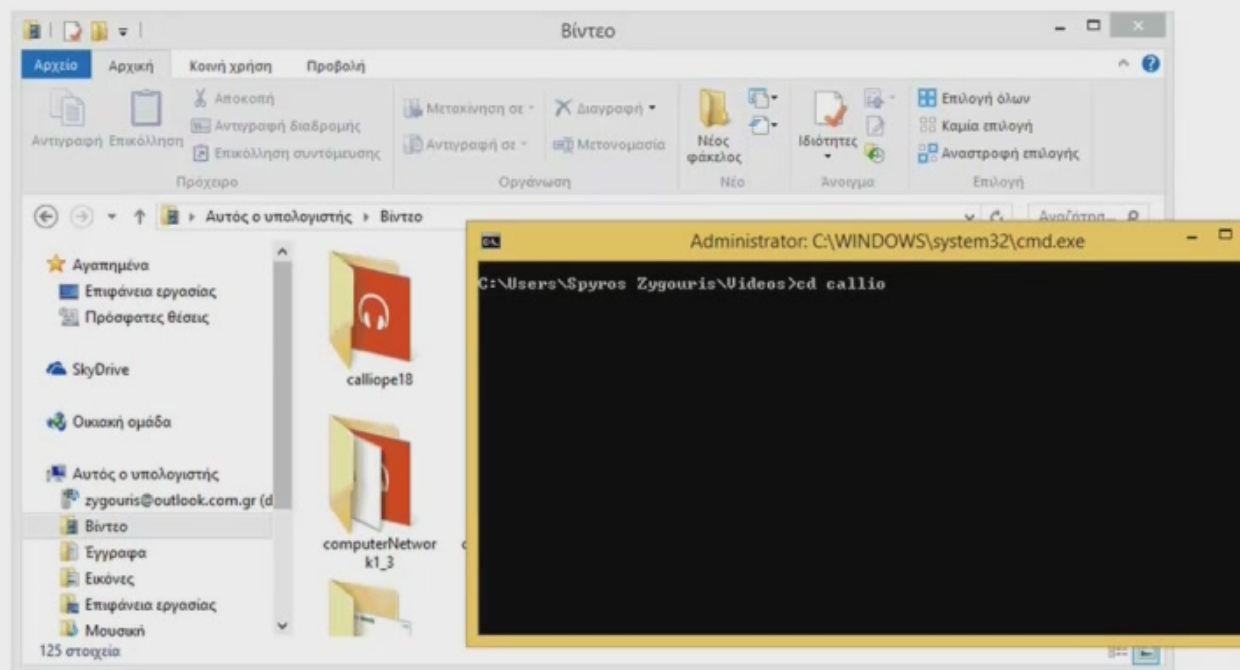 Βίντεο
Αρχείο Αρχική Κοινή χρήση Προβολή
Αντιγραφή Επικόλληση
Αποκοπή
Αντιγραφή διαδρομής
Επικόλληση συντόμευσης
Μετακίνηση σε
Αντιγραφή σε
Διαγραφή
Μετονομασία
Νέος
φάκελος
Ιδιότητες
Επιλογή όλων
Καμία επιλογή
Αναστροφή επιλογής
Πρόχειρο Οργάνωση Νέο Άνοιγμα Επιλογή
Αυτός ο υπολογιστής Βίντεο
Αγαπημένα
Επιφάνεια εργασίας
Πρόσφατες θέσεις
SkyDrive
Οικιακή ομάδα
Αυτός ο υπολογιστής
zygouris@outlook.com.gr (d
Βίντεο
Έγγραφα
Εικόνες
Επιφάνεια εργασίας
Μουσική
125 στοιχεία
calliope18
computerNetwor
k1_3
Administrator: C:\WINDOWS\system32\cmd.exe
C:\Users\Spyros Zygouris\Videos>cd callio